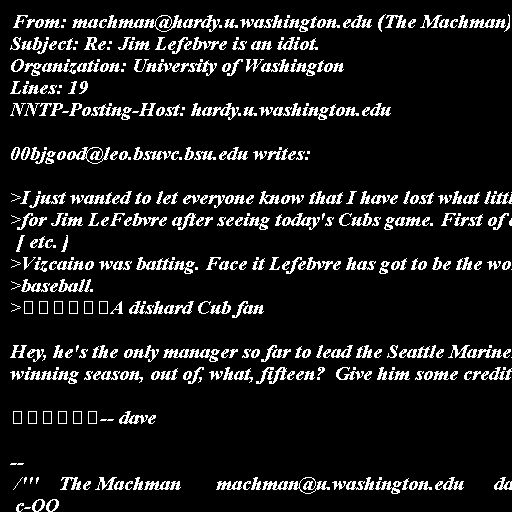 From: machman@hardy.u.washington.edu (The Machman)
Subject: Re: Jim Lefebvre is an idiot.
Organization: University of Washington
Lines: 19
NNTP-Posting-Host: hardy.u.washington.edu

00bjgood@leo.bsuvc.bsu.edu writes:

>I just wanted to let everyone know that I have lost what
>for Jim LeFebvre after seeing today's Cubs game. First of
[ etc. ]
>Vizcaino was batting. Face it Lefebvre has got to be the
>baseball.
>□□□□□□A dishard Cub fan

Hey, he's the only manager so far to lead the Seattle
winning season, out of, what, fifteen?  Give him some credit

□□□□□□-- dave

--
/'''    The Machman       machman@u.washington.edu
c-OO